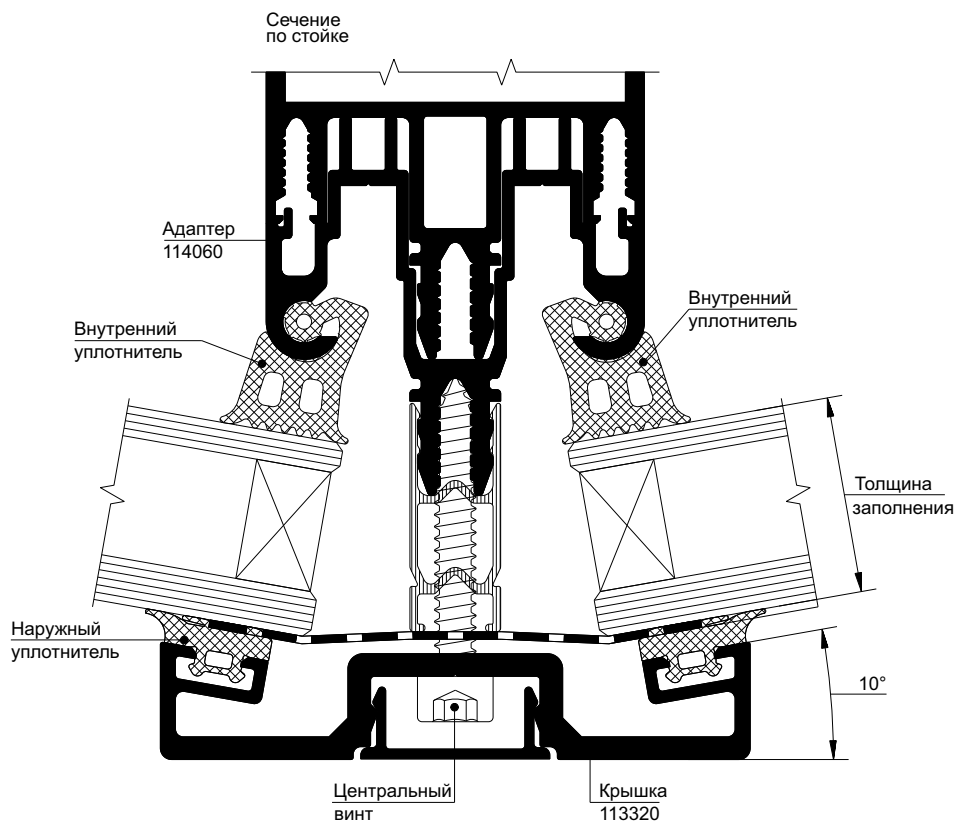 Сечение
по стойке
Адаптер
114060
Внутренний
уплотнитель
Внутренний
уплотнитель
Толщина
заполнения
Наружный
уплотнитель
10°
Центральный
винт
Крышка
113320